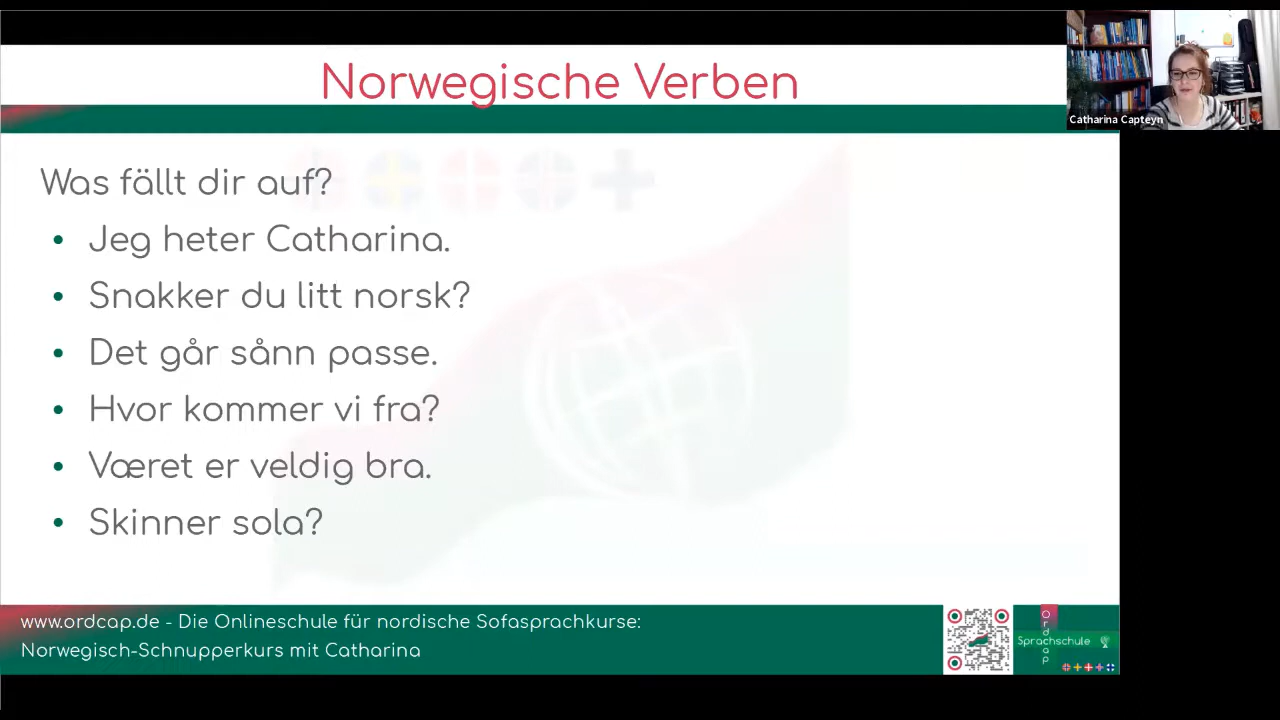 Norwegische Verben
Catharina Capteyn
Was fällt dir auf?
• Jeg heter Catharina.
• Snakker du litt norsk?
• Det går sånn passe.
• Hvor kommer vi fra?
• Været er veldig bra.
• Skinner sola?
www.ordcap.de - Die Onlineschule für nordische Sofasprachkurse:
Norwegisch-Schnupperkurs mit Catharina
Ordcap
Sprachschule